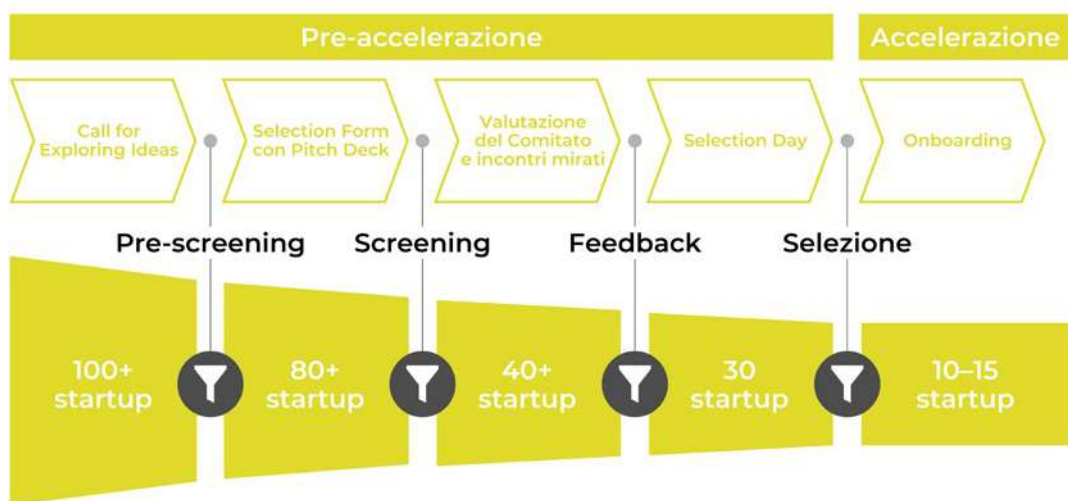 Pre-accelerazione
Accelerazione
Call for
Exploring Ideas
Selection Form
con Pitch Deck
Valutazione
del Comitato
e incontri mirati
Selection Day
Onboarding
Pre-screening
Screening
Feedback
Selezione
100+
startup
80+
startup
40+
startup
30
startup
10–15
startup